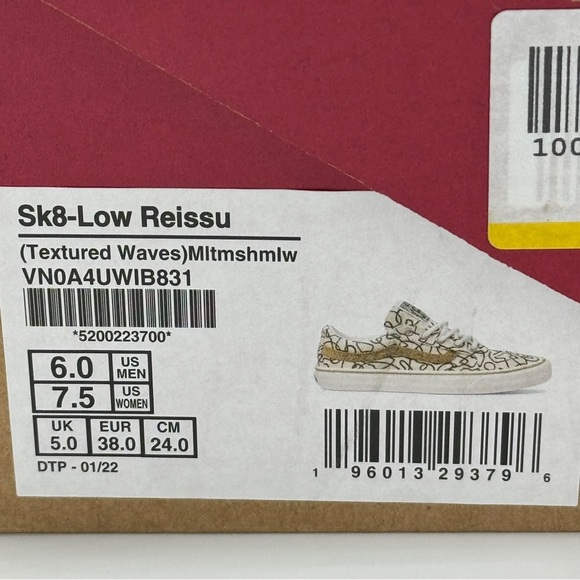 100
Sk8-Low Reissu
(Textured Waves)Mltmshmlw
VN0A4UWIB831
*5200223700*
6.0 US MEN
7.5 US WOMEN
UK EUR CM
5.0 38.0 24.0
DTP - 01/22
1 96013 29379 6